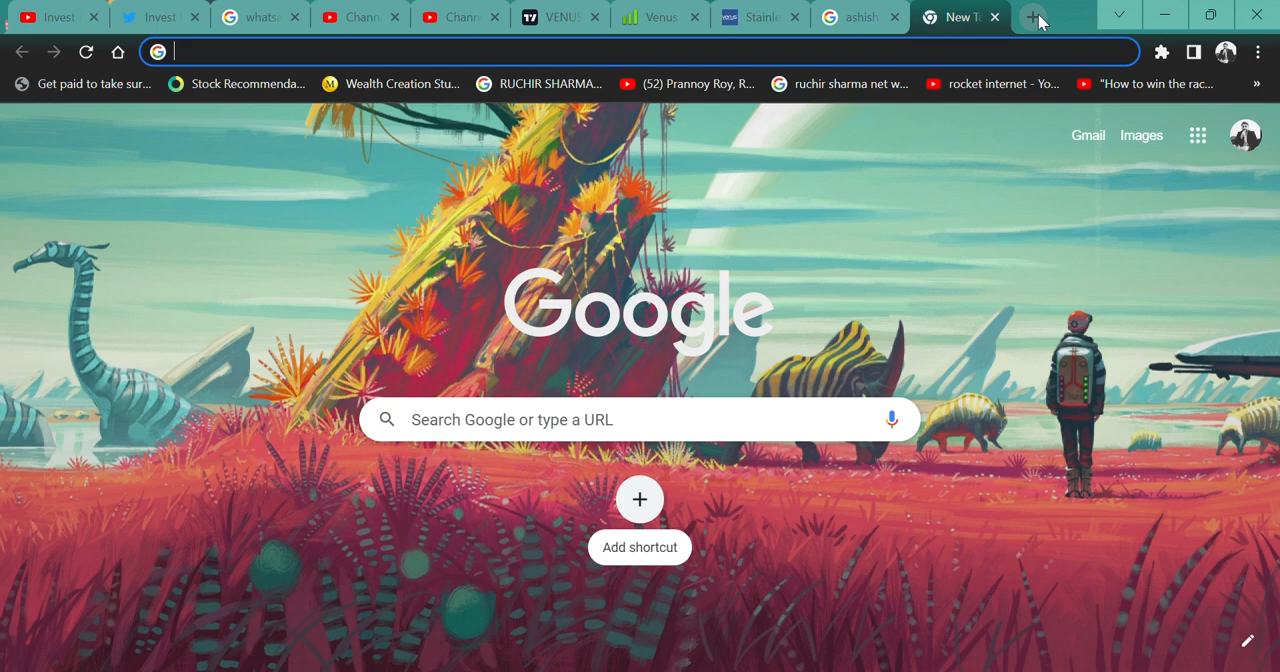 Invest
Invest
whatsa
Chann
Chann
VENUS
Venus
Stainle
ashish
New Ta
Get paid to take sur...
Stock Recommenda...
Wealth Creation Stu...
RUCHIR SHARMA...
(52) Prannoy Roy, R...
ruchir sharma net w...
rocket internet - Yo...
"How to win the rac...
»
Gmail
Images
Google
Search Google or type a URL
Add shortcut